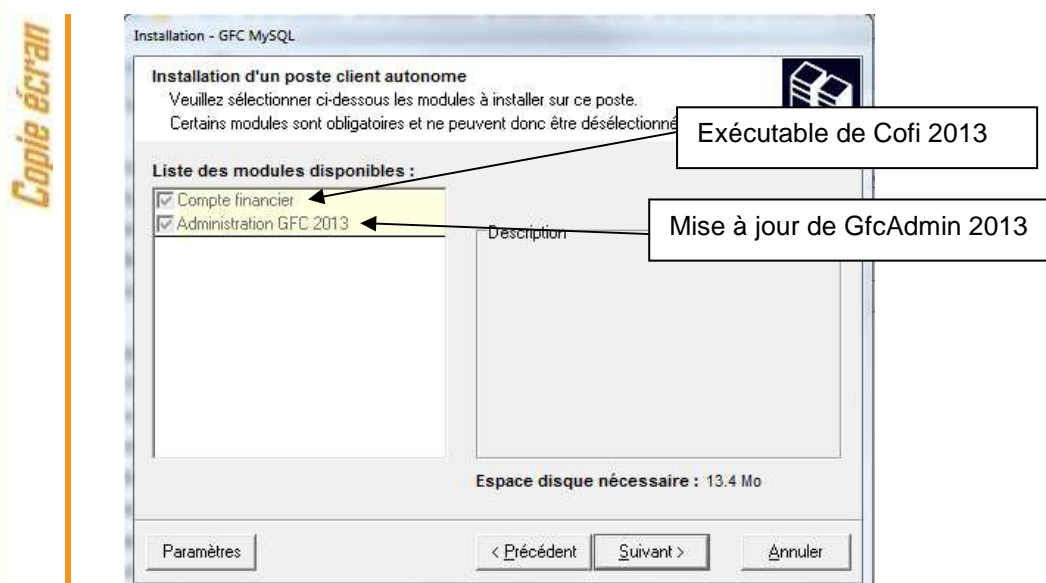 Copie écran
Installation - GFC MySQL
Installation d'un poste client autonome
Veuillez sélectionner ci-dessous les modules à installer sur ce poste.
Certains modules sont obligatoires et ne peuvent donc être désélectionné
Exécutable de Cofi 2013
Liste des modules disponibles :
Compte financier
Administration GFC 2013
Mise à jour de GfcAdmin 2013
Description
Espace disque nécessaire : 13.4 Mo
Paramètres
< Précédent
Suivant >
Annuler